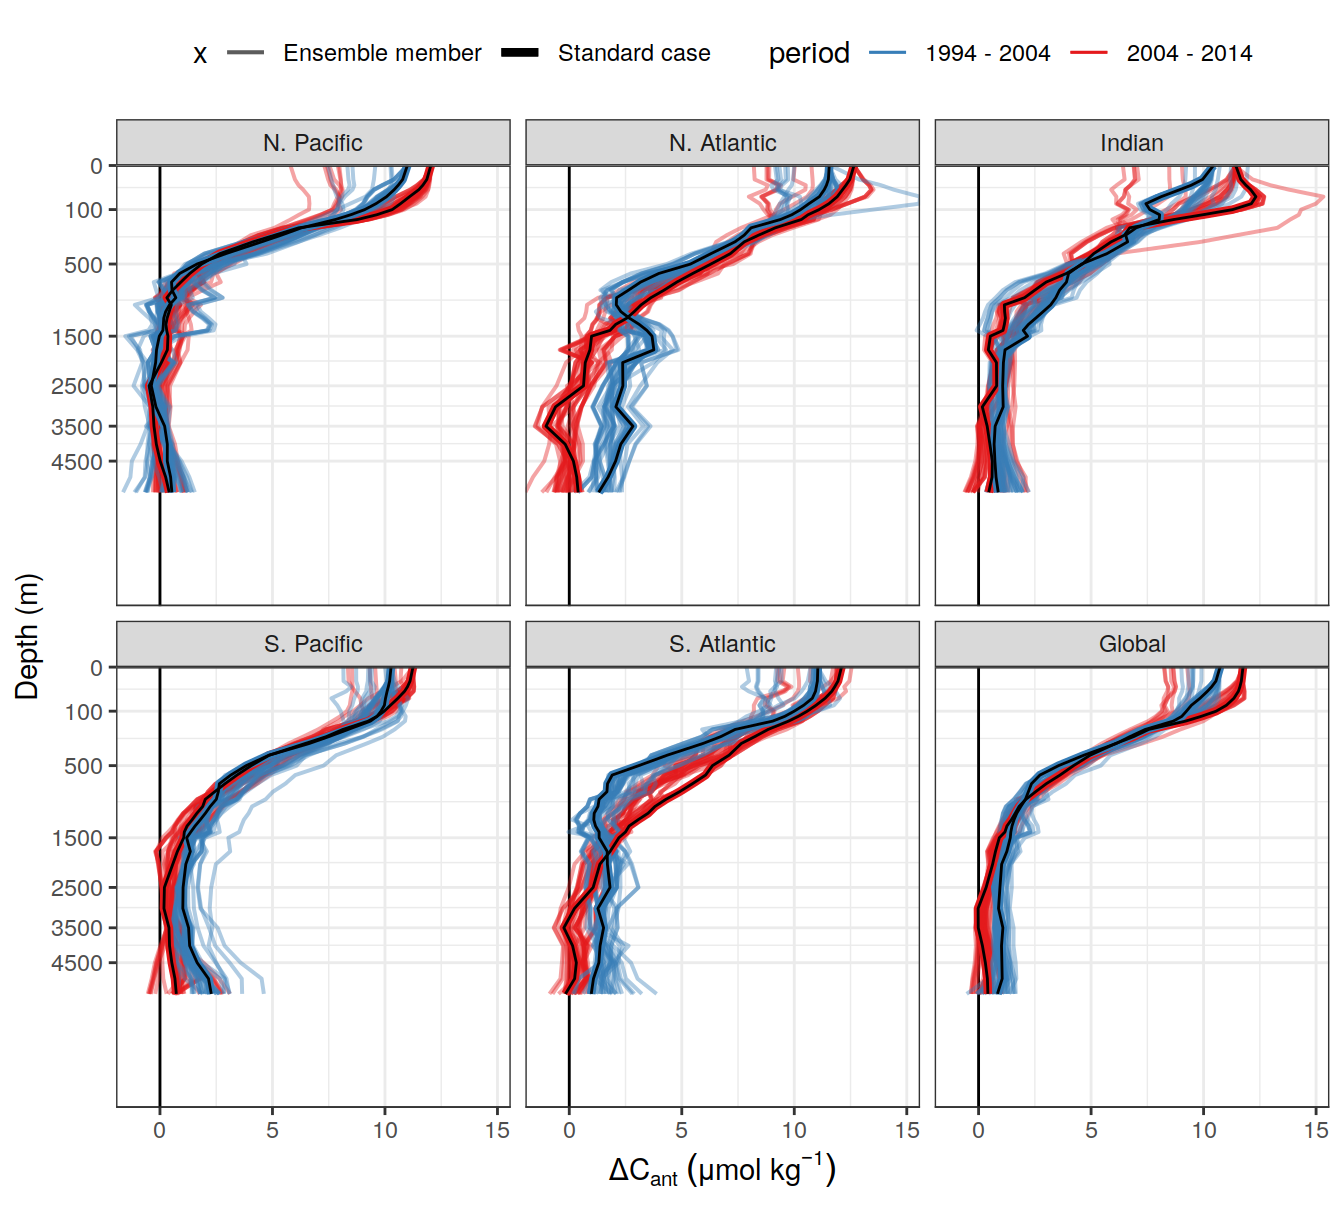 x Ensemble member Standard case period 1994 - 2004 2004 - 2014
N. Pacific N. Atlantic Indian
0
100
500
1500
2500
3500
4500
S. Pacific S. Atlantic Global
0
100
500
1500
2500
3500
4500
0 5 10 15 0 5 10 15 0 5 10 15
Depth (m)
ΔCant (μmol kg⁻¹)